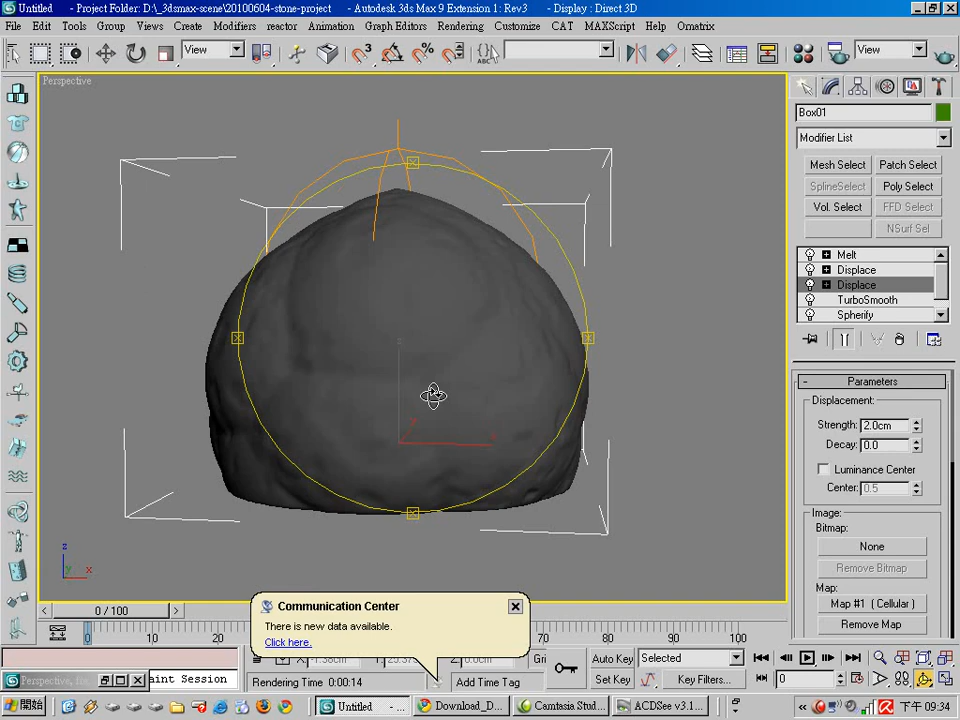 Untitled - Project Folder: D:\_3dsmax-scene\20100604-stone-project - Autodesk 3ds Max 9 Extension 1: Rev3 - Display : Direct 3D
File Edit Tools Group Views Create Modifiers reactor Animation Graph Editors Rendering Customize CAT MAXScript Help Omatrix
View
View
Perspective
Box01
Modifier List
Mesh Select Patch Select
SplineSelect Poly Select
Vol. Select FFD Select
NSurf Sel
Melt
Displace
Displace
TurboSmooth
Spherify
Parameters
Displacement:
Strength: 2.0cm
Decay: 0.0
Luminance Center
Center: 0.5
Image:
Bitmap:
None
Remove Bitmap
Map:
Map #1 ( Cellular )
Remove Map
z
x
y
z
x
y
0 / 100
0 10 20 70 80 90 100
Communication Center
There is new data available.
Click here.
Auto Key Selected
Set Key Key Filters...
0
Rendering Time 0:00:14
Add Time Tag
Perspective, fra
aint Session
開始
Untitled - ...
Download_D...
Camtasia Stud...
ACDSee v3.1...
下午 09:34